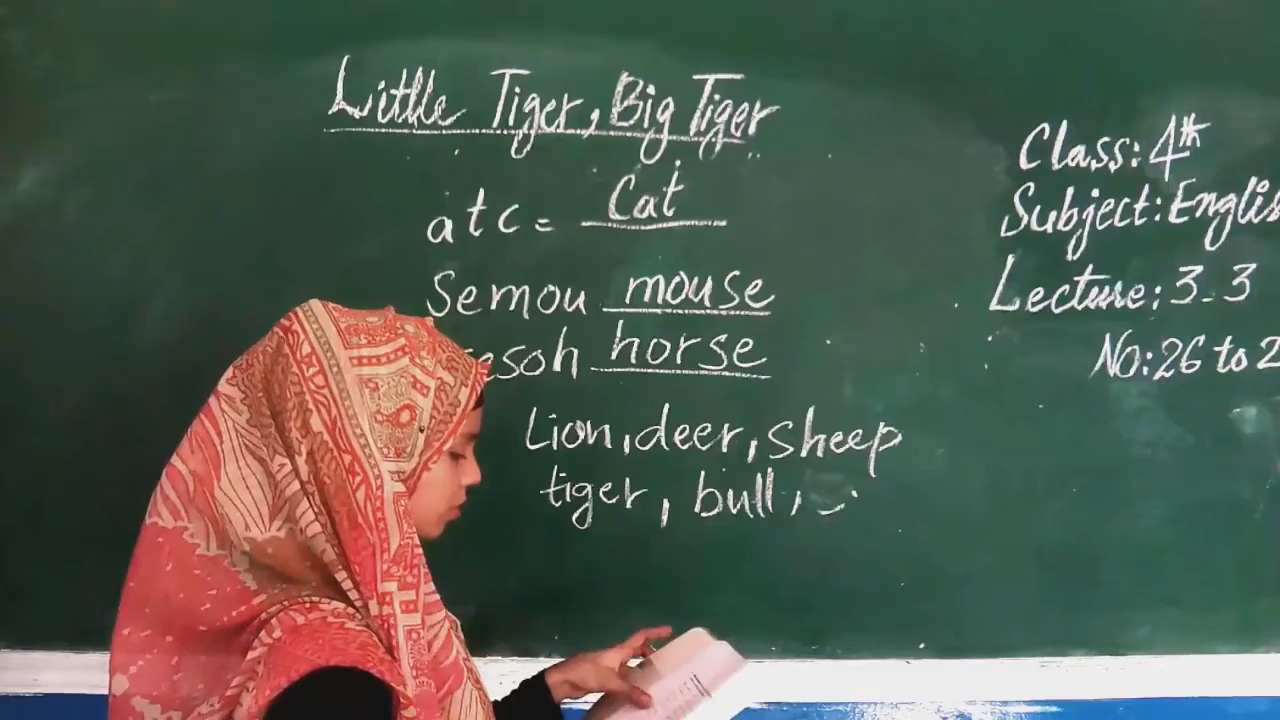 Little Tiger, Big Tiger
atc = Cat
Semou mouse
esoh horse
Lion, deer, sheep
tiger, bull,
Class: 4th
Subject: Englis
Lecture: 3-3
No: 26 to 2